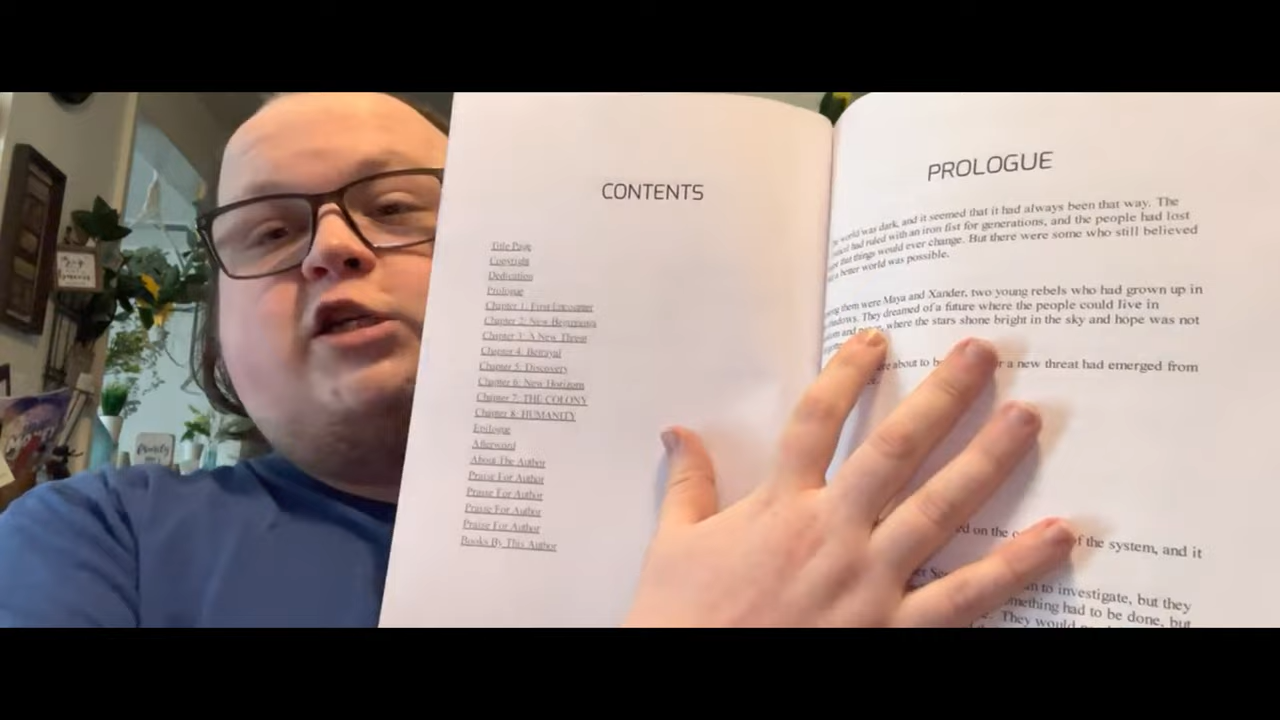 CONTENTS
Title Page
Copyright
Dedication
Prologue
Chapter 1: First Encounter
Chapter 2: New Beginnings
Chapter 3: A New Threat
Chapter 4: Betrayal
Chapter 5: Discovery
Chapter 6: New Horizons
Chapter 7: THE COLONY
Chapter 8: HUMANITY
Epilogue
Afterword
About The Author
Praise For Author
Praise For Author
Praise For Author
Praise For Author
Books By This Author
PROLOGUE
world was dark, and it seemed that it had always been that way. The
had ruled with an iron fist for generations, and the people had lost
that things would ever change. But there were some who still believed
a better world was possible.
them were Maya and Xander, two young rebels who had grown up in
They dreamed of a future where the people could live in
and where the stars shone bright in the sky and hope was not
about to a new threat had emerged from
on the of the system, and it
to investigate, but they
something had to be done, but
They would